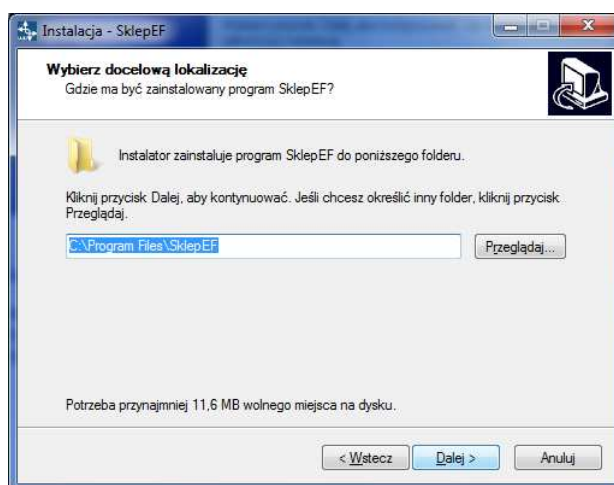 Instalacja - SklepEF
Wybierz docelową lokalizację
Gdzie ma być zainstalowany program SklepEF?
Instalator zainstaluje program SklepEF do poniższego folderu.
Kliknij przycisk Dalej, aby kontynuować. Jeśli chcesz określić inny folder, kliknij przycisk
Przeglądaj.
C:\Program Files\SklepEF
Przeglądaj...
Potrzeba przynajmniej 11,6 MB wolnego miejsca na dysku.
< Wstecz
Dalej >
Anuluj